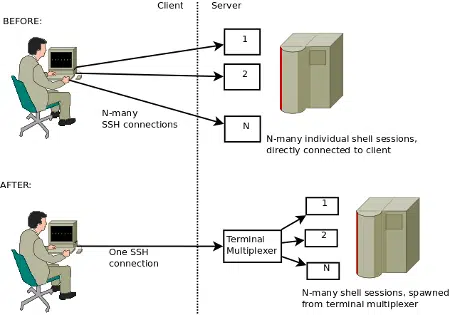 Client
Server
BEFORE:
1
2
N
N-many
SSH connections
N-many individual shell sessions,
directly connected to client
AFTER:
One SSH
connection
Terminal
Multiplexer
1
2
N
N-many shell sessions, spawned
from terminal multiplexer